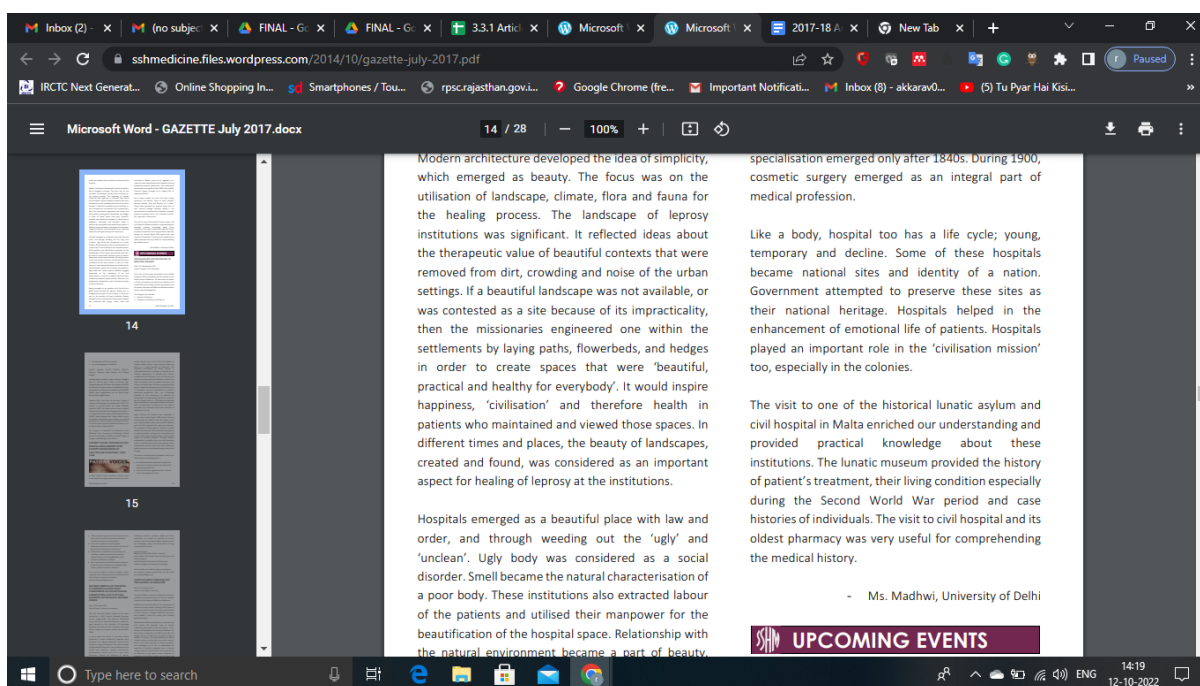 Inbox (2) -
(no subjec
FINAL - Go
FINAL - Go
3.3.1 Articl
Microsoft
Microsoft
2017-18 A
New Tab
sshmedicine.files.wordpress.com/2014/10/gazette-july-2017.pdf
r Paused
IRCTC Next Generat...
Online Shopping In...
sd Smartphones / Tou...
rpsc.rajasthan.gov.i...
Google Chrome (fre...
Important Notificati...
Inbox (8) - akkarav0...
(5) Tu Pyar Hai Kisi...
»
Microsoft Word - GAZETTE July 2017.docx
14 / 28
100%
14
15
Modern architecture developed the idea of simplicity,
which emerged as beauty. The focus was on the
utilisation of landscape, climate, flora and fauna for
the healing process. The landscape of leprosy
institutions was significant. It reflected ideas about
the therapeutic value of beautiful contexts that were
removed from dirt, crowding and noise of the urban
settings. If a beautiful landscape was not available, or
was contested as a site because of its impracticality,
then the missionaries engineered one within the
settlements by laying paths, flowerbeds, and hedges
in order to create spaces that were 'beautiful,
practical and healthy for everybody'. It would inspire
happiness, 'civilisation' and therefore health in
patients who maintained and viewed those spaces. In
different times and places, the beauty of landscapes,
created and found, was considered as an important
aspect for healing of leprosy at the institutions.
Hospitals emerged as a beautiful place with law and
order, and through weeding out the 'ugly' and
'unclean'. Ugly body was considered as a social
disorder. Smell became the natural characterisation of
a poor body. These institutions also extracted labour
of the patients and utilised their manpower for the
beautification of the hospital space. Relationship with
the natural environment became a part of beauty.
specialisation emerged only after 1840s. During 1900,
cosmetic surgery emerged as an integral part of
medical profession.
Like a body, hospital too has a life cycle; young,
temporary and decline. Some of these hospitals
became national sites and identity of a nation.
Government attempted to preserve these sites as
their national heritage. Hospitals helped in the
enhancement of emotional life of patients. Hospitals
played an important role in the 'civilisation mission'
too, especially in the colonies.
The visit to one of the historical lunatic asylum and
civil hospital in Malta enriched our understanding and
provided practical knowledge about these
institutions. The lunatic museum provided the history
of patient's treatment, their living condition especially
during the Second World War period and case
histories of individuals. The visit to civil hospital and its
oldest pharmacy was very useful for comprehending
the medical history.
- Ms. Madhwi, University of Delhi
SSHM UPCOMING EVENTS
Type here to search
ENG
14:19
12-10-2022